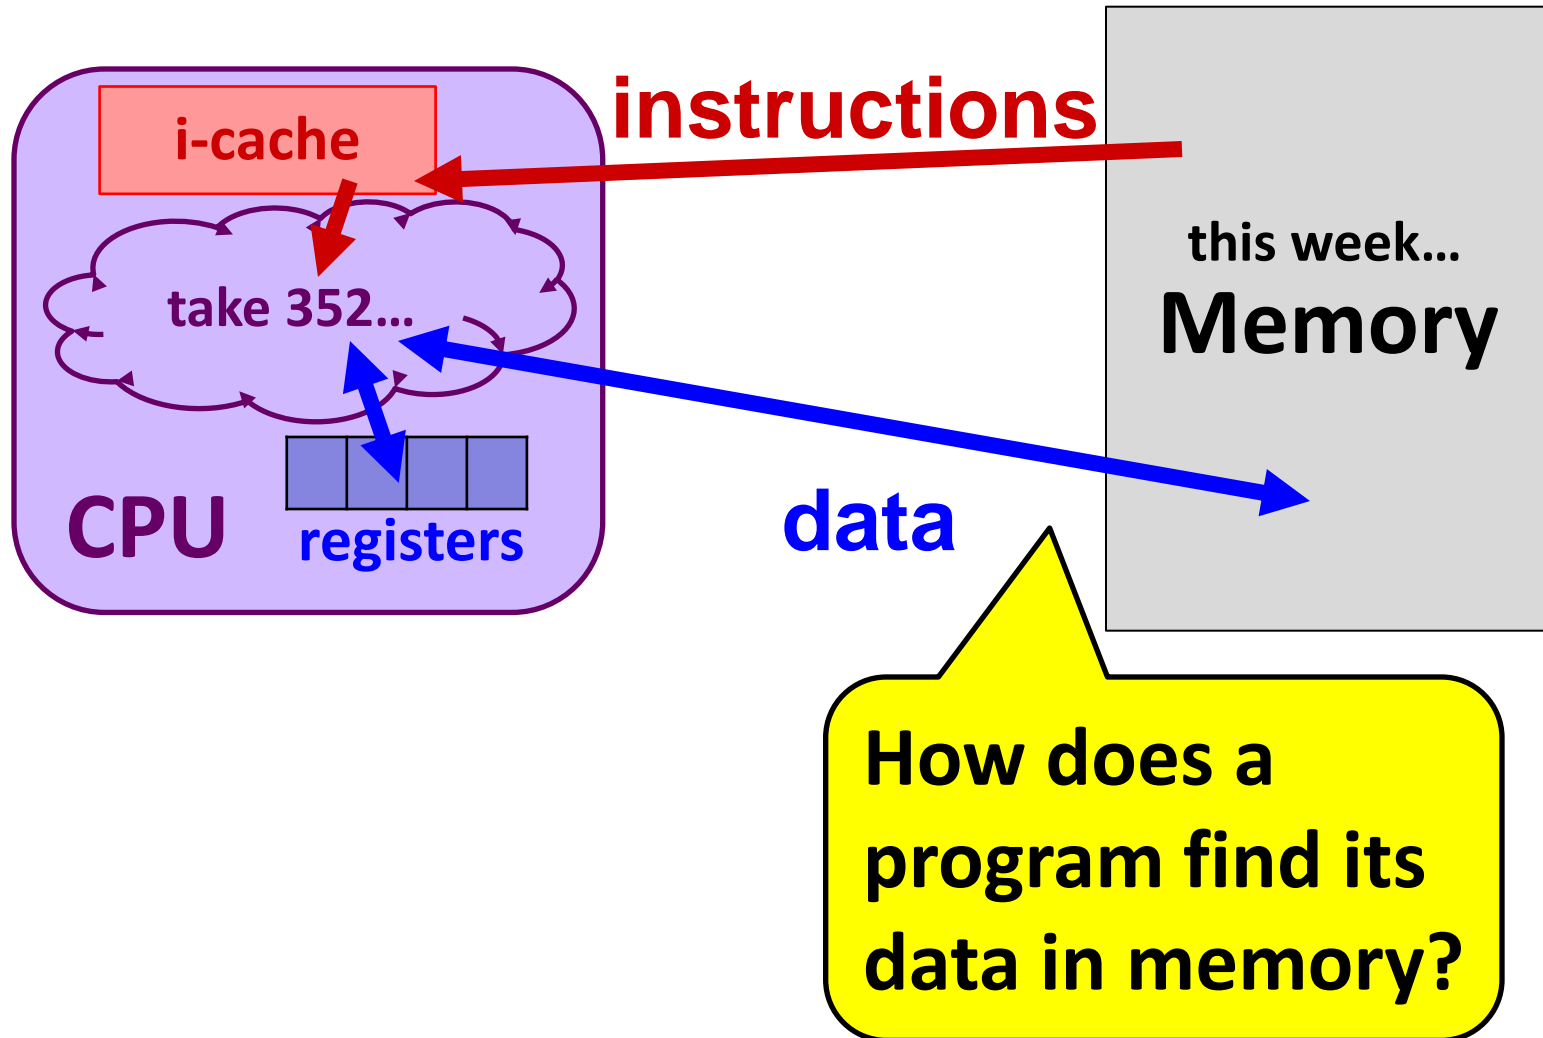 i-cache
take 352…
CPU
registers
instructions
data
this week…
Memory
How does a
program find its
data in memory?